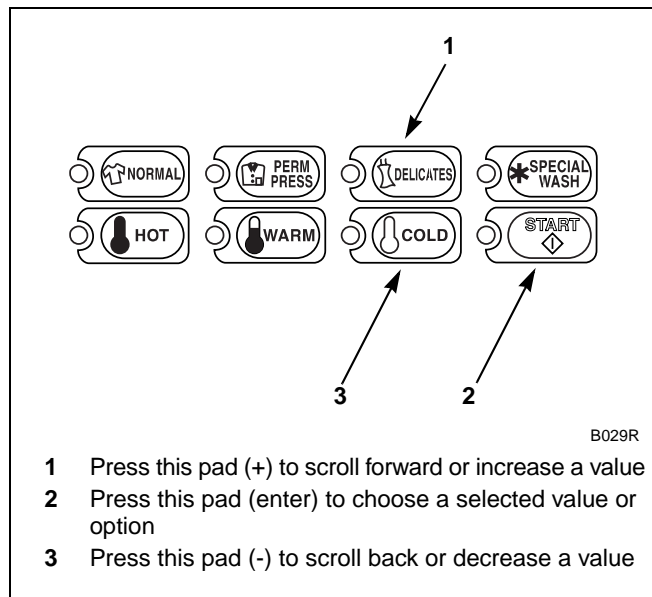 1
NORMAL
PERM
PRESS
DELICATES
SPECIAL
WASH
HOT
WARM
COLD
START
3
2
B029R
1 Press this pad (+) to scroll forward or increase a value
2 Press this pad (enter) to choose a selected value or
option
3 Press this pad (-) to scroll back or decrease a value